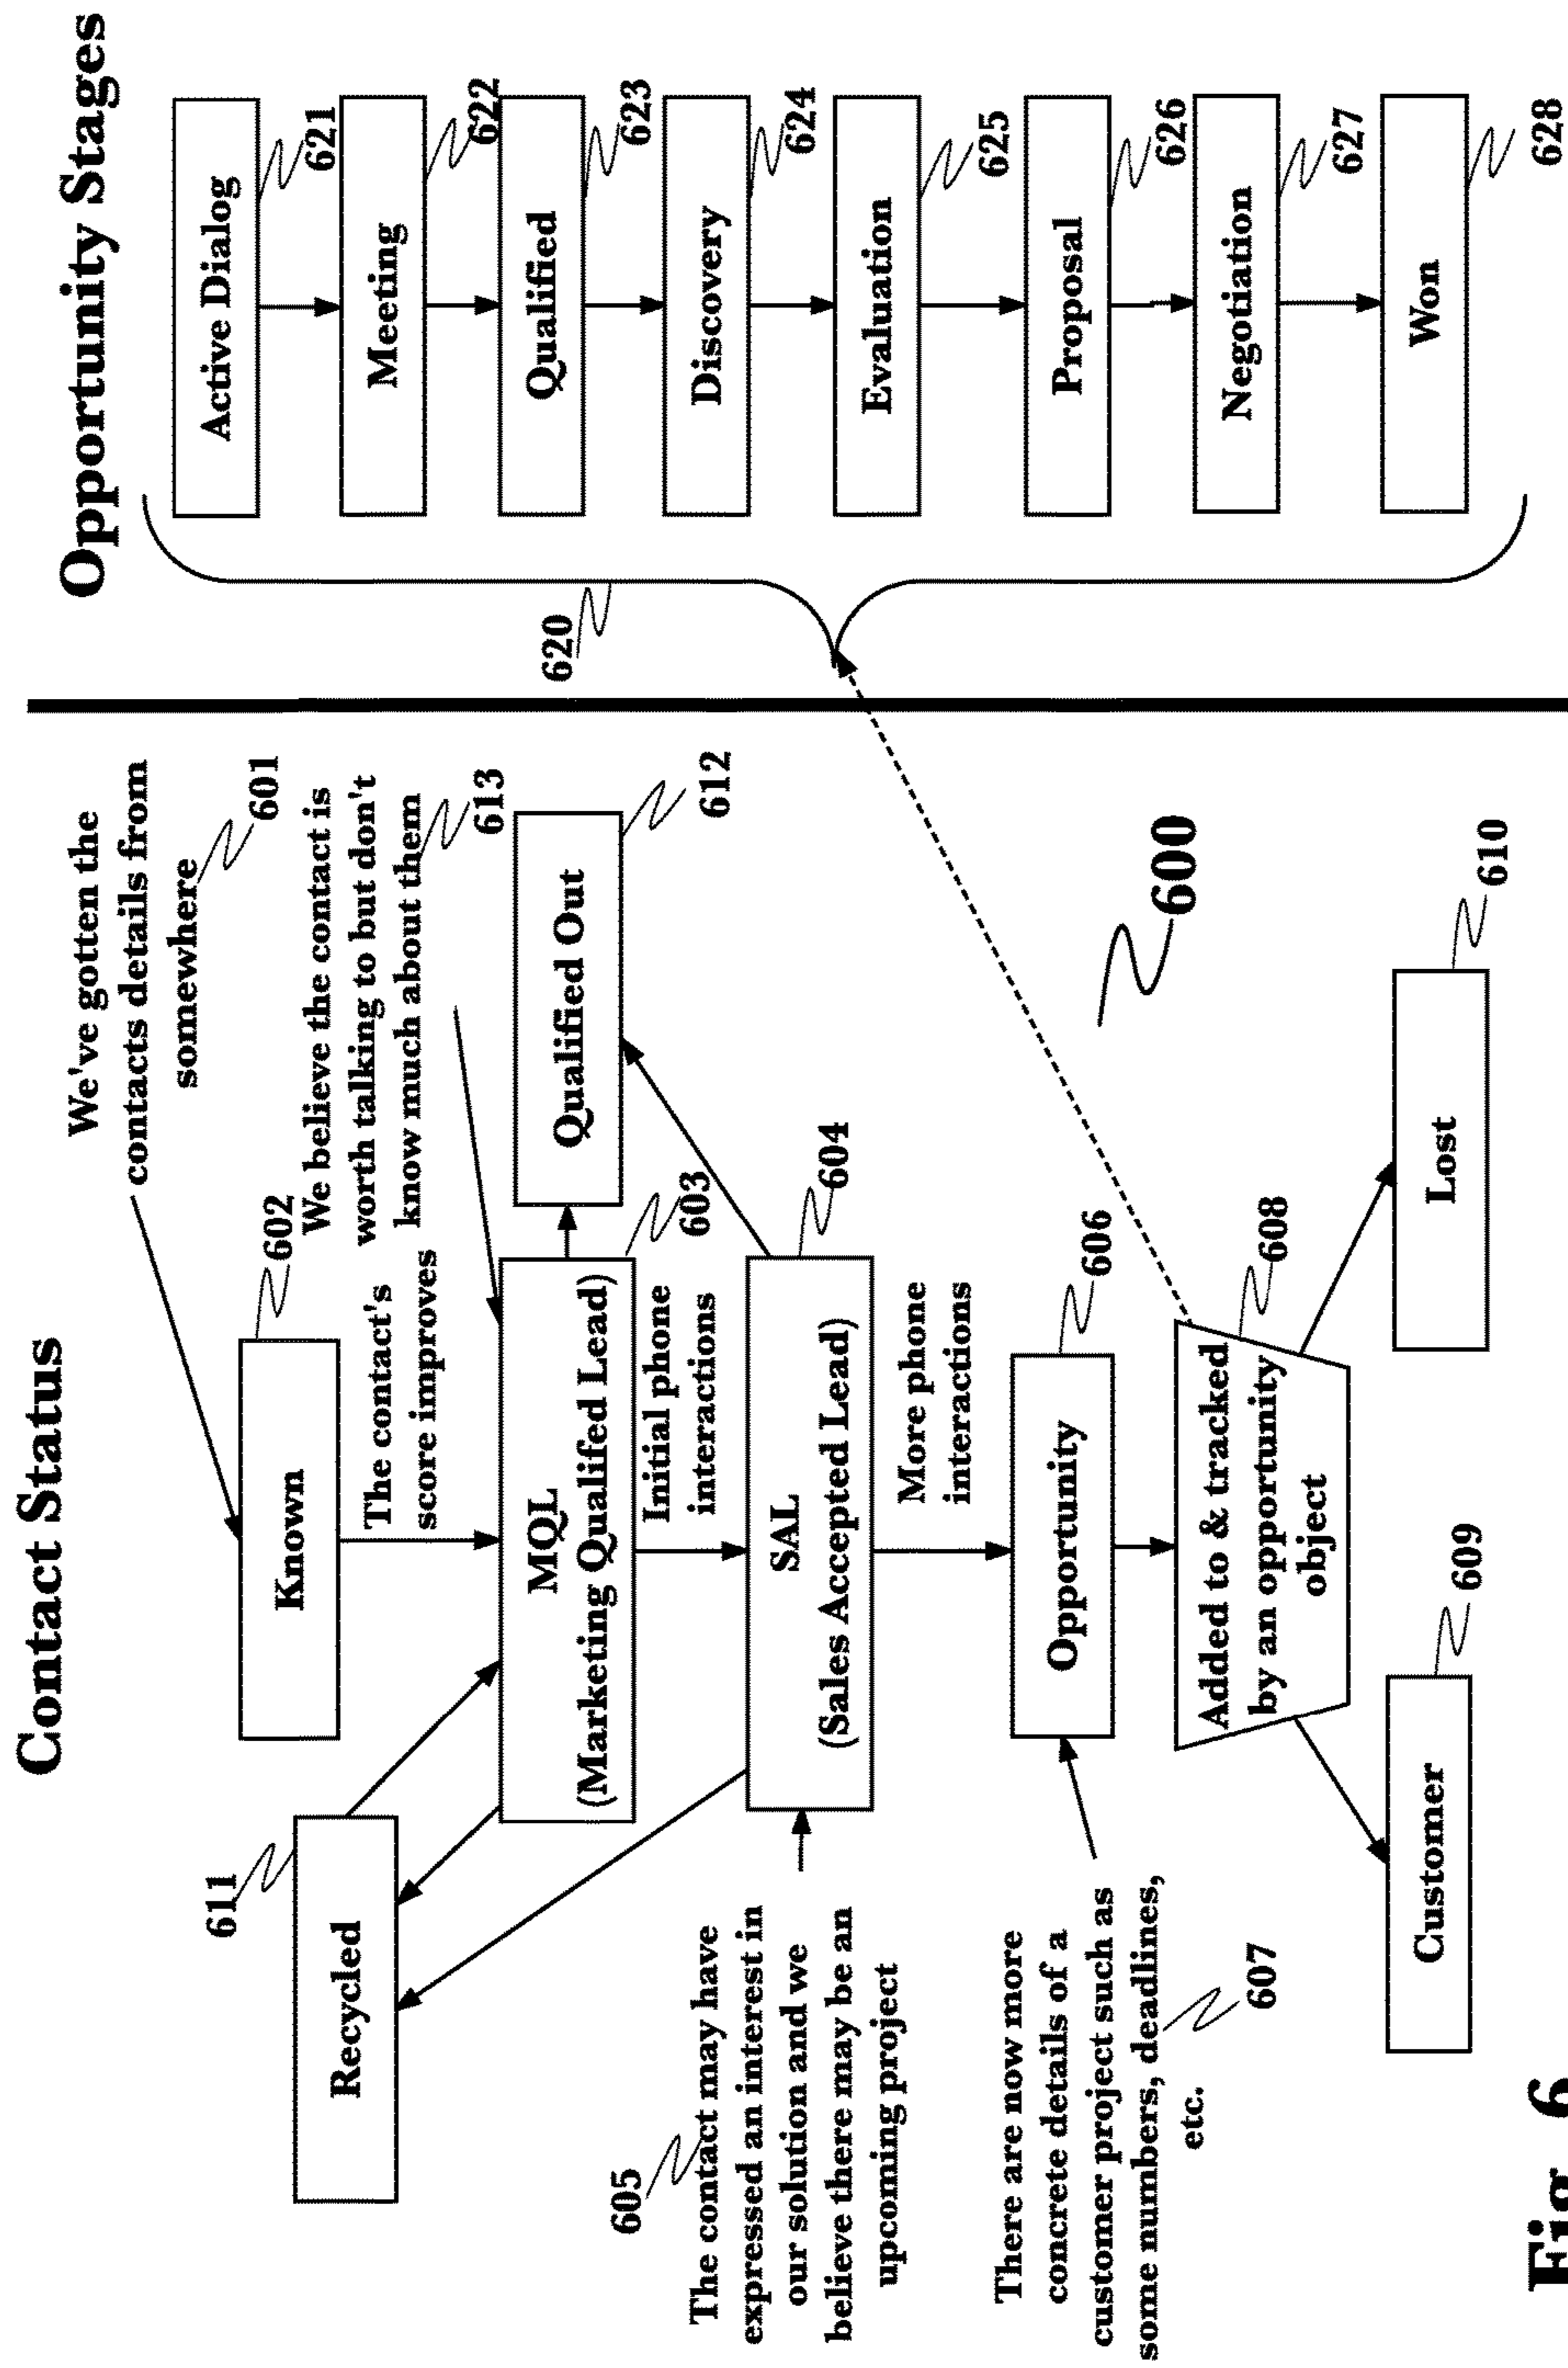 Contact Status
We've gotten the
contacts details from
somewhere
601
602
Known
611
Recycled
The contact's
score improves
We believe the contact is
worth talking to but don't
know much about them
613
MQL
(Marketing Qualifed Lead)
603
Qualified Out
612
Initial phone
interactions
605
The contact may have
expressed an interest in
our solution and we
believe there may be an
upcoming project
SAL
(Sales Accepted Lead)
604
More phone
interactions
There are now more
concrete details of a
customer project such as
some numbers, deadlines,
etc.
607
Opportunity
606
Added to & tracked
by an opportunity
object
608
600
Customer
609
Lost
610
Opportunity Stages
620
Active Dialog
621
Meeting
622
Qualified
623
Discovery
624
Evaluation
625
Proposal
626
Negotiation
627
Won
628
Fig. 6